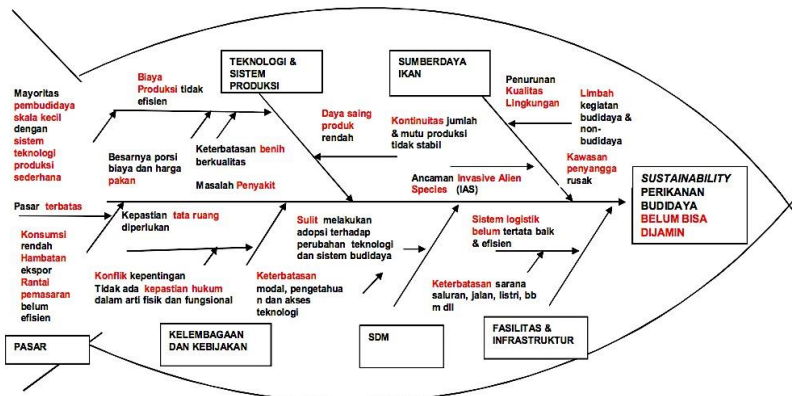 TEKNOLOGI &
SISTEM
PRODUKSI
SUMBERDAYA
IKAN
Mayoritas
pembudidaya
skala kecil
dengan
sistem
teknologi
produksi
sederhana
Biaya
Produksi tidak
efisien
Besarnya porsi
biaya dan harga
pakan
Keterbatasan benih
berkualitas
Masalah Penyakit
Daya saing
produk
rendah
Kontinuitas jumlah
& mutu produksi
tidak stabil
Ancaman Invasive Alien
Species (IAS)
Penurunan
Kualitas
Lingkungan
Limbah
kegiatan
budidaya &
non-
budidaya
Kawasan
penyangga
rusak
SUSTAINABILITY
PERIKANAN
BUDIDAYA
BELUM BISA
DIJAMIN
Pasar terbatas
Konsumsi
rendah
Hambatan
ekspor
Rantai
pemasaran
belum
efisien
Kepastian tata ruang
diperlukan
Konflik kepentingan
Tidak ada kepastian hukum
dalam arti fisik dan fungsional
Sulit melakukan
adopsi terhadap
perubahan teknologi
dan sistem budidaya
Keterbatasan
modal, pengetahua
n dan akses
teknologi
Sistem logistik
belum tertata baik
& efisien
Keterbatasan sarana
saluran, jalan, listri, bb
m dll
PASAR
KELEMBAGAAN
DAN KEBIJAKAN
SDM
FASILITAS &
INFRASTRUKTUR